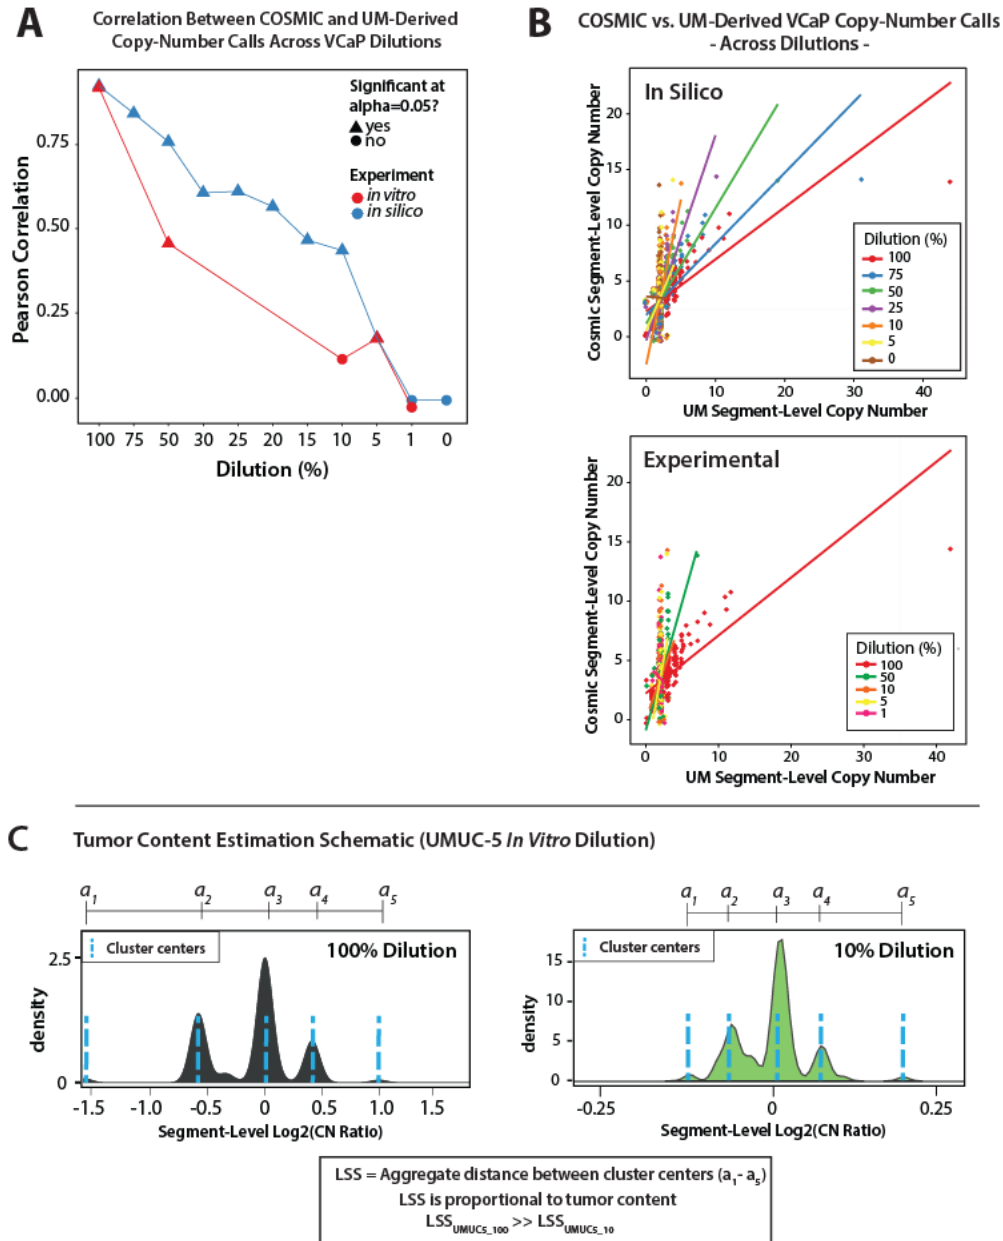 A
Correlation Between COSMIC and UM-Derived
Copy-Number Calls Across VCaP Dilutions
Significant at
alpha=0.05?
yes
no
Experiment
in vitro
in silico
Pearson Correlation
0.75
0.50
0.25
0.00
100 75 50 30 25 20 15 10 5 1 0
Dilution (%)
B
COSMIC vs. UM-Derived VCaP Copy-Number Calls
- Across Dilutions -
In Silico
Cosmic Segment-Level Copy Number
20
15
10
5
0
Dilution (%)
100
75
50
25
10
5
0
0 10 20 30 40
UM Segment-Level Copy Number
Experimental
Cosmic Segment-Level Copy Number
20
15
10
5
0
Dilution (%)
100
50
10
5
1
0 10 20 30 40
UM Segment-Level Copy Number
C
Tumor Content Estimation Schematic (UMUC-5 In Vitro Dilution)
a1 a2 a3 a4 a5
Cluster centers
100% Dilution
density
2.5
0
-1.5 -1.0 -0.5 0 0.5 1.0 1.5
Segment-Level Log2(CN Ratio)
a1 a2 a3 a4 a5
Cluster centers
10% Dilution
density
15
10
5
0
-0.25 0 0.25
Segment-Level Log2(CN Ratio)
LSS = Aggregate distance between cluster centers (a1- a5)
LSS is proportional to tumor content
LSSUMUC5_100 >> LSSUMUC5_10